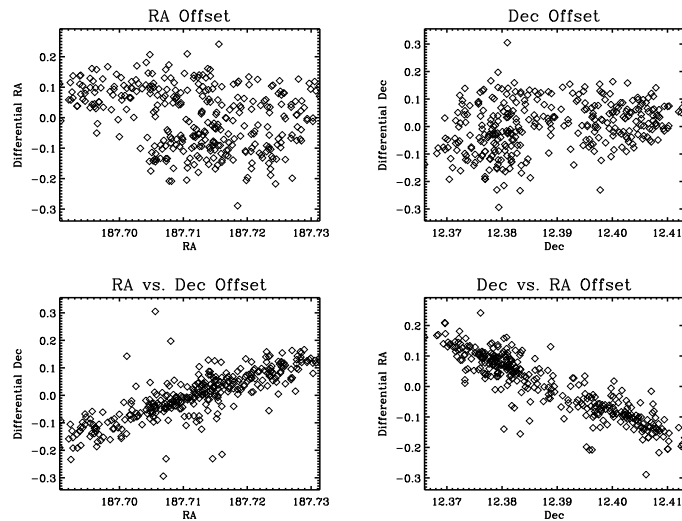 RA Offset
Differential RA
0.2
0.1
0.0
-0.1
-0.2
-0.3
187.70 187.71 187.72 187.73
RA
Dec Offset
Differential Dec
0.3
0.2
0.1
0.0
-0.1
-0.2
-0.3
12.37 12.38 12.39 12.40 12.41
Dec
RA vs. Dec Offset
Differential Dec
0.3
0.2
0.1
0.0
-0.1
-0.2
-0.3
187.70 187.71 187.72 187.73
RA
Dec vs. RA Offset
Differential RA
0.2
0.1
0.0
-0.1
-0.2
-0.3
12.37 12.38 12.39 12.40 12.41
Dec